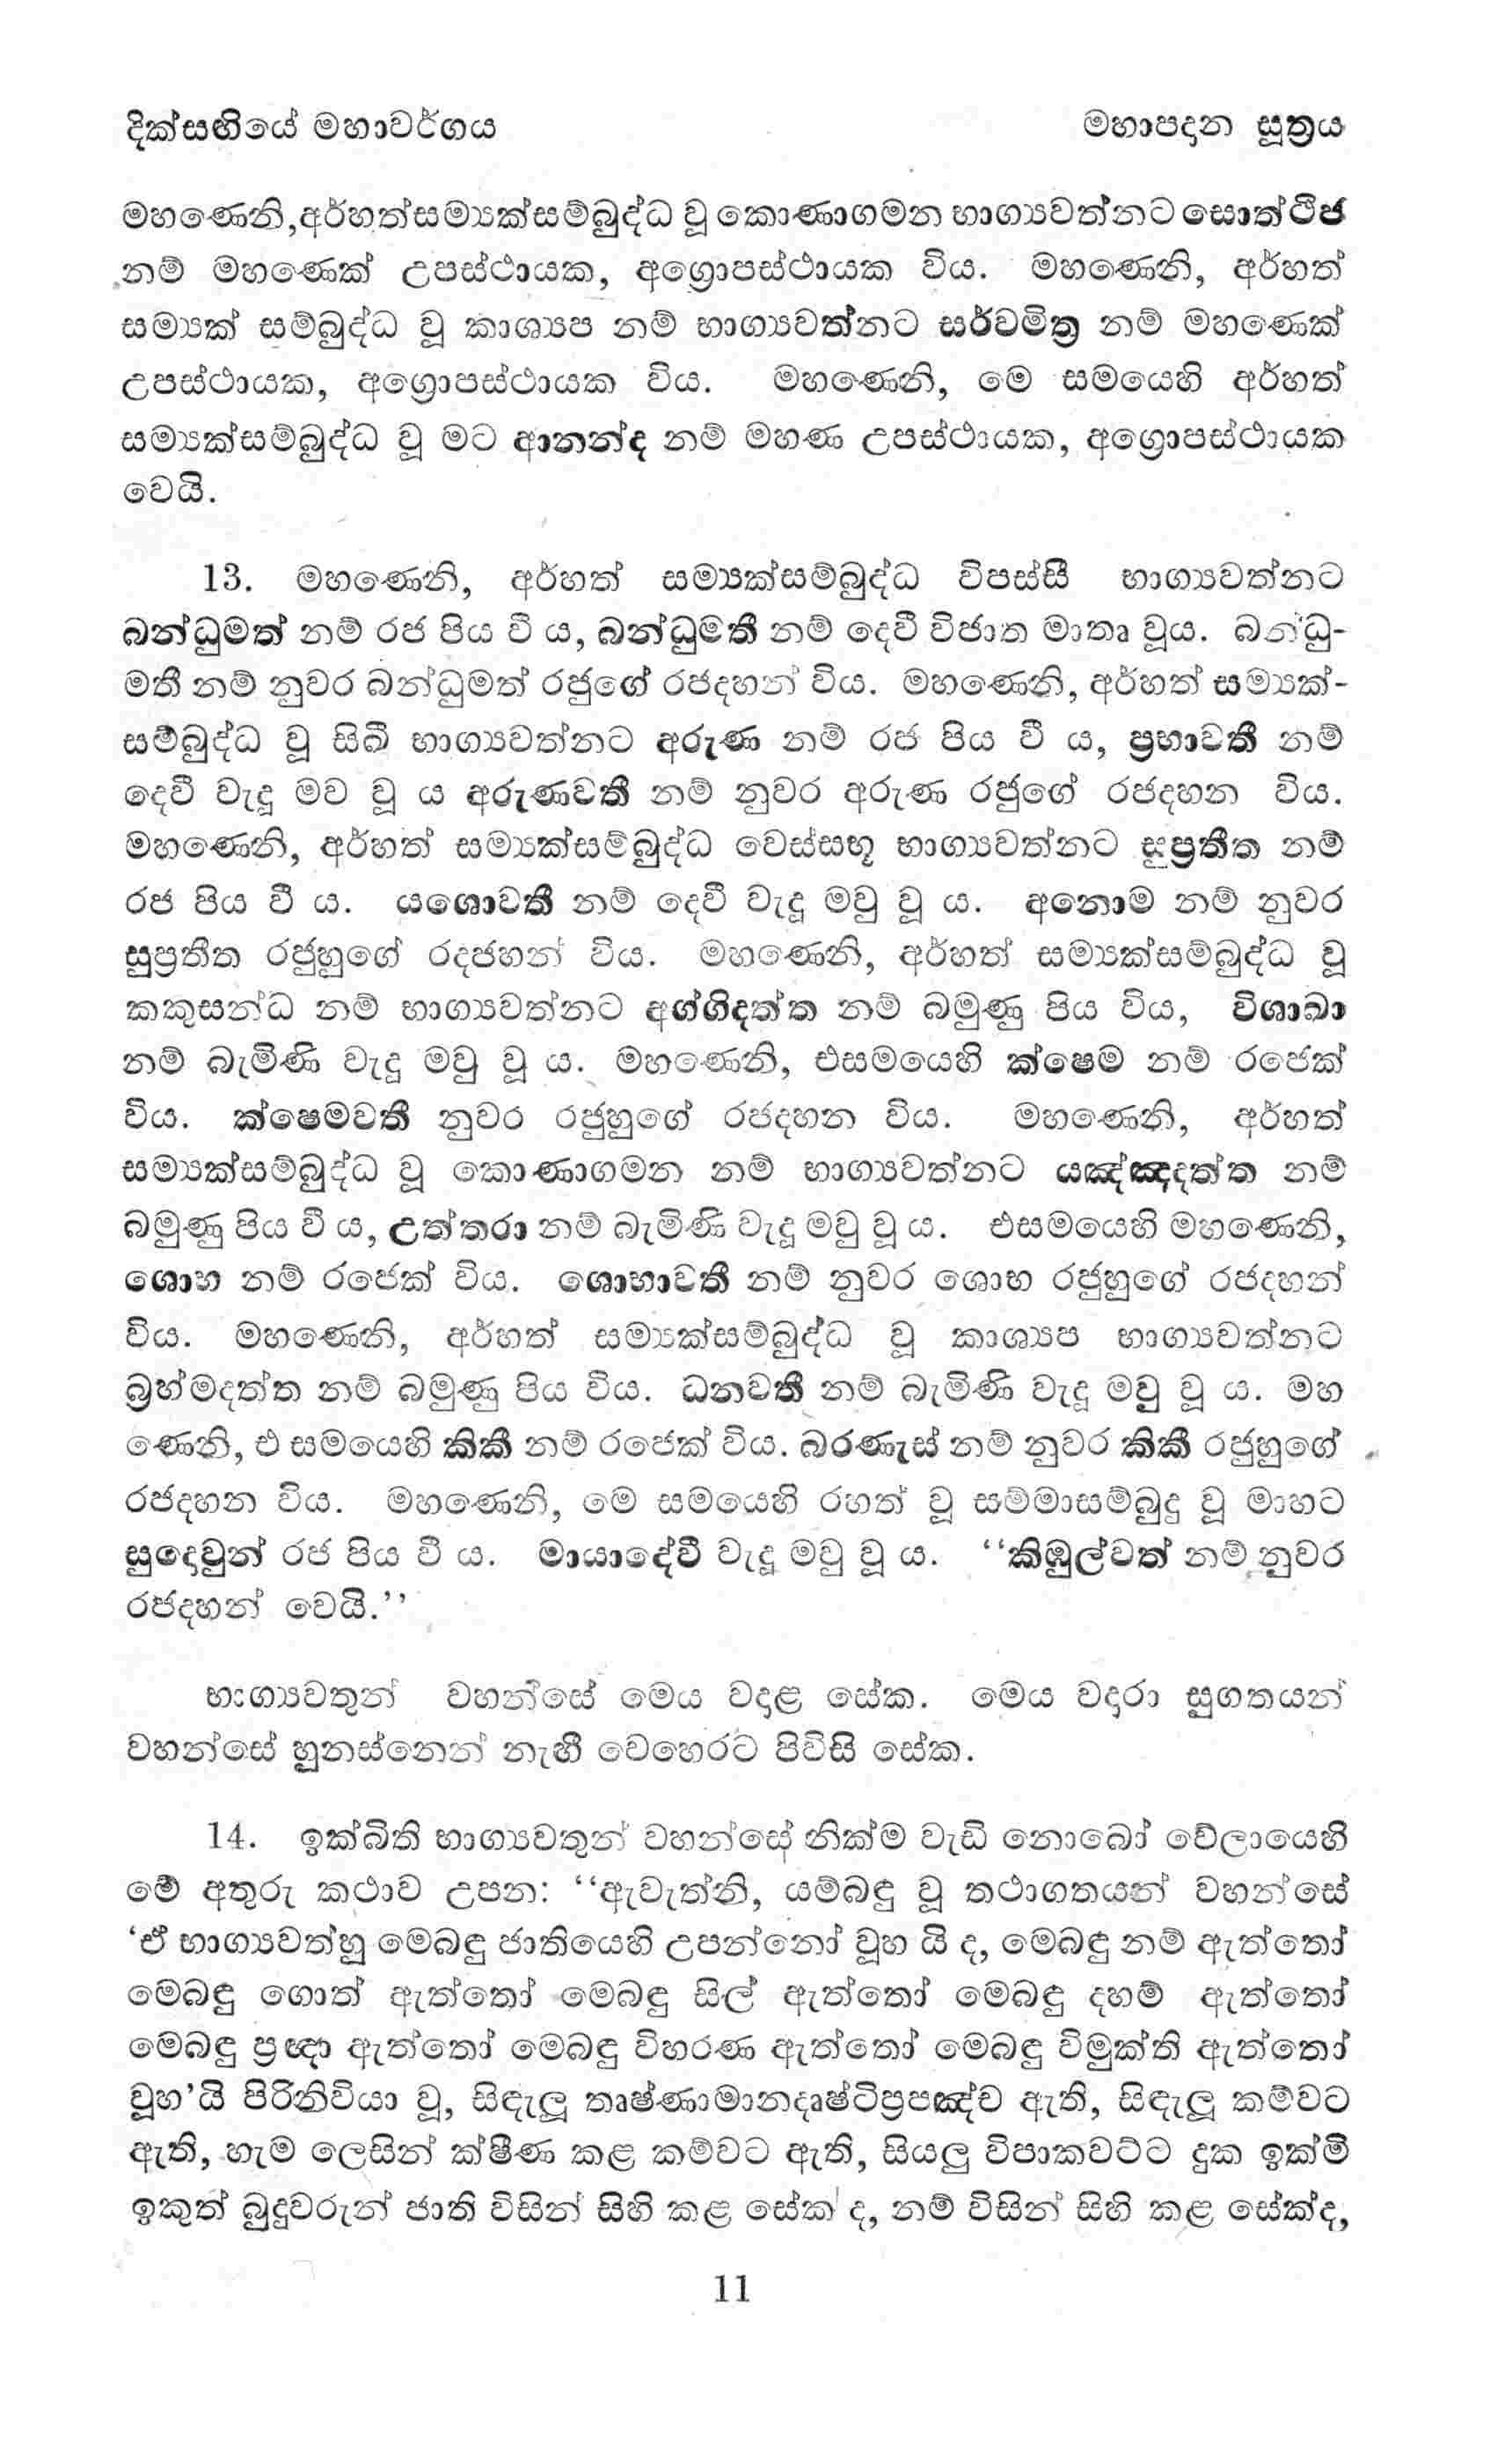 දික්සඟියේ මහාවර්ගය මහාපදාන සූත්‍රය
මහණෙනි,අර්හත්සම්‍යක්සම්බුද්ධ වූ කොණාගමන භාග්‍යවත්නට සොත්ථිජ
නම් මහණෙක් උපස්ථායක, අග්‍රොපස්ථායක විය. මහණෙනි, අර්හත්
සම්‍යක් සම්බුද්ධ වූ කාශ්‍යප නම් භාග්‍යවත්නට සර්වමිත්‍ර නම් මහණෙක්
උපස්ථායක, අග්‍රොපස්ථායක විය. මහණෙනි, මෙ සමයෙහි අර්හත්
සම්‍යක්සම්බුද්ධ වූ මට ආනන්ද නම් මහණ උපස්ථායක, අග්‍රොපස්ථායක
වෙයි.
13. මහණෙනි, අර්හත් සම්‍යක්සම්බුද්ධ විපස්සී භාග්‍යවත්නට
බන්ධුමත් නම් රජ පිය වී ය, බන්ධුමතී නම් දෙවී විජාත මාතෘ වූය. බන්ධු-
මතී නම් නුවර බන්ධුමත් රජුගේ රජදහන් විය. මහණෙනි, අර්හත් සම්‍යක්-
සම්බුද්ධ වූ සිඛී භාග්‍යවත්නට අරුණ නම් රජ පිය වී ය, ප්‍රභාවතී නම්
දෙවී වැදූ මව වූ ය අරුණවතී නම් නුවර අරුණ රජුගේ රජදහන විය.
මහණෙනි, අර්හත් සම්‍යක්සම්බුද්ධ වෙස්සභූ භාග්‍යවත්නට සුප්‍රතීත නම්
රජ පිය වී ය. යශොවතී නම් දෙවී වැදූ මවු වූ ය. අනොම නම් නුවර
සුප්‍රතීත රජුහුගේ රදජහන් විය. මහණෙනි, අර්හත් සම්‍යක්සම්බුද්ධ වූ
කකුසන්ධ නම් භාග්‍යවත්නට අග්ගිදත්ත නම් බමුණු පිය විය, විශාඛා
නම් බැමිණි වැදූ මවු වූ ය. මහණෙනි, එසමයෙහි ක්ෂෙම නම් රජෙක්
විය. ක්ෂෙමවතී නුවර රජුහුගේ රජදහන විය. මහණෙනි, අර්හත්
සම්‍යක්සම්බුද්ධ වූ කොණාගමන නම් භාග්‍යවත්නට යඤ්ඤදත්ත නම්
බමුණු පිය වී ය, උත්තරා නම් බැමිණි වැදූ මවු වූ ය. එසමයෙහි මහණෙනි,
ශොභ නම් රජෙක් විය. ශොභාවතී නම් නුවර ශොභ රජුහුගේ රජදහන්
විය. මහණෙනි, අර්හත් සම්‍යක්සම්බුද්ධ වූ කාශ්‍යප භාග්‍යවත්නට
බ්‍රහ්මදත්ත නම් බමුණු පිය විය. ධනවතී නම් බැමිණි වැදූ මවු වූ ය. මහ
ණෙනි, එ සමයෙහි කිකී නම් රජෙක් විය. බරණැස් නම් නුවර කිකී රජුහුගේ
රජදහන විය. මහණෙනි, මෙ සමයෙහි රහත් වූ සම්මාසම්බුදු වූ මාහට
සුදොවුන් රජ පිය වී ය. මායාදේවී වැදූ මවු වූ ය. “කිඹුල්වත් නම් නුවර
රජදහන් වෙයි.”
භාග්‍යවතුන් වහන්සේ මෙය වදාළ සේක. මෙය වදාරා සුගතයන්
වහන්සේ හුනස්නෙන් නැඟී වෙහෙරට පිවිසි සේක.
14. ඉක්බිති භාග්‍යවතුන් වහන්සේ නික්ම වැඩි නොබෝ වේලායෙහි
මේ අතුරු කථාව උපන: “ඇවැත්නි, යම්බඳු වූ තථාගතයන් වහන්සේ
‘ඒ භාග්‍යවත්හු මෙබඳු ජාතියෙහි උපන්නෝ වූහ යි ද, මෙබඳු නම් ඇත්තෝ
මෙබඳු ගොත් ඇත්තෝ මෙබඳු සිල් ඇත්තෝ මෙබඳු දහම් ඇත්තෝ
මෙබඳු ප්‍රඥා ඇත්තෝ මෙබඳු විහරණ ඇත්තෝ මෙබඳු විමුක්ති ඇත්තෝ
වූහ’යි පිරිනිවියා වූ, සිඳැලූ තෘෂ්ණාමානදෘෂ්ටිප්‍රපඤ්ච ඇති, සිඳැලූ කම්වට
ඇති, හැම ලෙසින් ක්ෂීණ කළ කම්වට ඇති, සියලු විපාකවට්ට දුක ඉක්මි
ඉකුත් බුදුවරුන් ජාති විසින් සිහි කළ සේක් ද, නම් විසින් සිහි කළ සේක්ද,
11